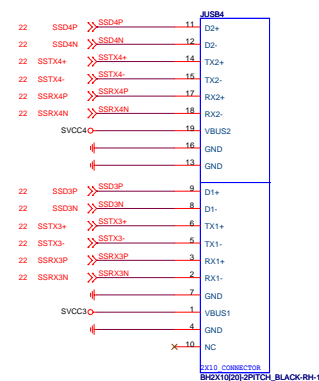 JUSB4
22 SSD4P SSD4P 11 D2+
22 SSD4N SSD4N 12 D2-
22 SSTX4+ SSTX4+ 14 TX2+
22 SSTX4- SSTX4- 15 TX2-
22 SSRX4P SSRX4P 17 RX2+
22 SSRX4N SSRX4N 18 RX2-
SVCC4 19 VBUS2
16 GND
13 GND
22 SSD3P SSD3P 9 D1+
22 SSD3N SSD3N 8 D1-
22 SSTX3+ SSTX3+ 6 TX1+
22 SSTX3- SSTX3- 5 TX1-
22 SSRX3P SSRX3P 3 RX1+
22 SSRX3N SSRX3N 2 RX1-
7 GND
SVCC3 1 VBUS1
4 GND
10 NC
2X10_CONNECTOR
BH2X10[20]-2PITCH_BLACK-RH-1